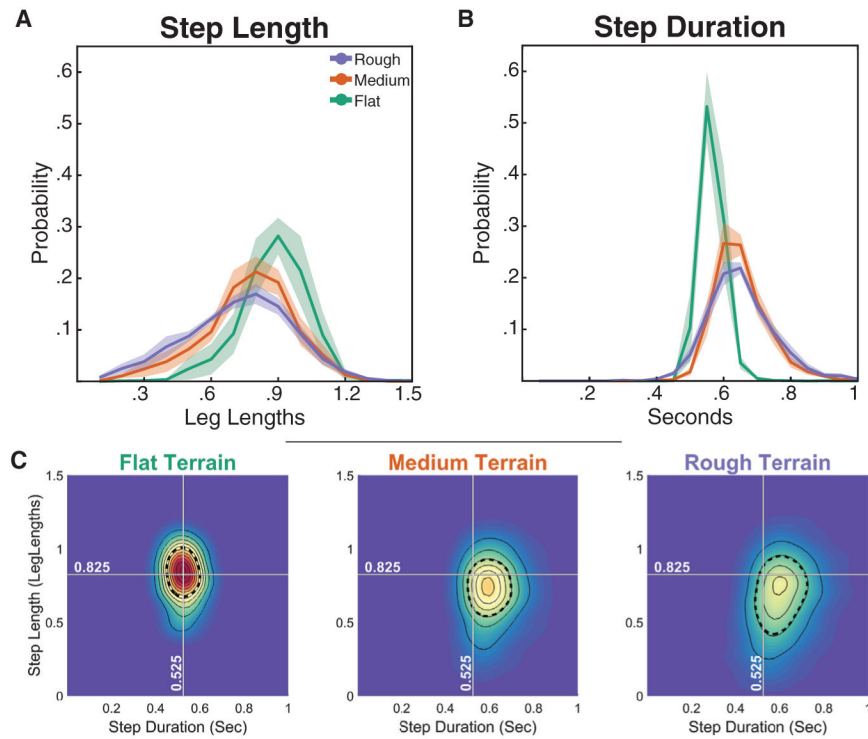 A
Step Length
Probability
.6
.5
.4
.3
.2
.1
Rough
Medium
Flat
.3
.6
.9
1.2
1.5
Leg Lengths
B
Step Duration
Probability
.6
.5
.4
.3
.2
.1
.2
.4
.6
.8
1
Seconds
C
Flat Terrain
Step Length (LegLengths)
1.5
1
0.5
0
0.825
0.525
0.2
0.4
0.6
0.8
1
Step Duration (Sec)
Medium Terrain
1.5
1
0.5
0
0.825
0.525
0.2
0.4
0.6
0.8
1
Step Duration (Sec)
Rough Terrain
1.5
1
0.5
0
0.825
0.525
0.2
0.4
0.6
0.8
1
Step Duration (Sec)